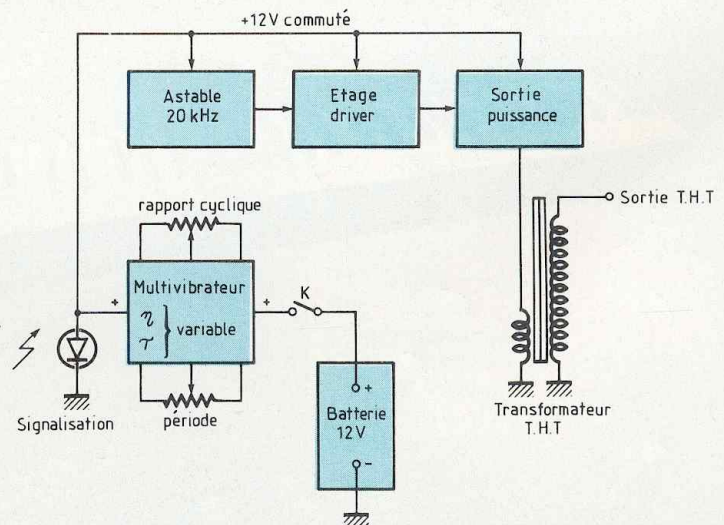 +12V commuté
Astable
20 kHz
Etage
driver
Sortie
puissance
Sortie T.H.T
rapport cyclique
+
Multivibrateur
η
τ
variable
+
K
période
Signalisation
+
Batterie
12V
-
Transformateur
T.H.T